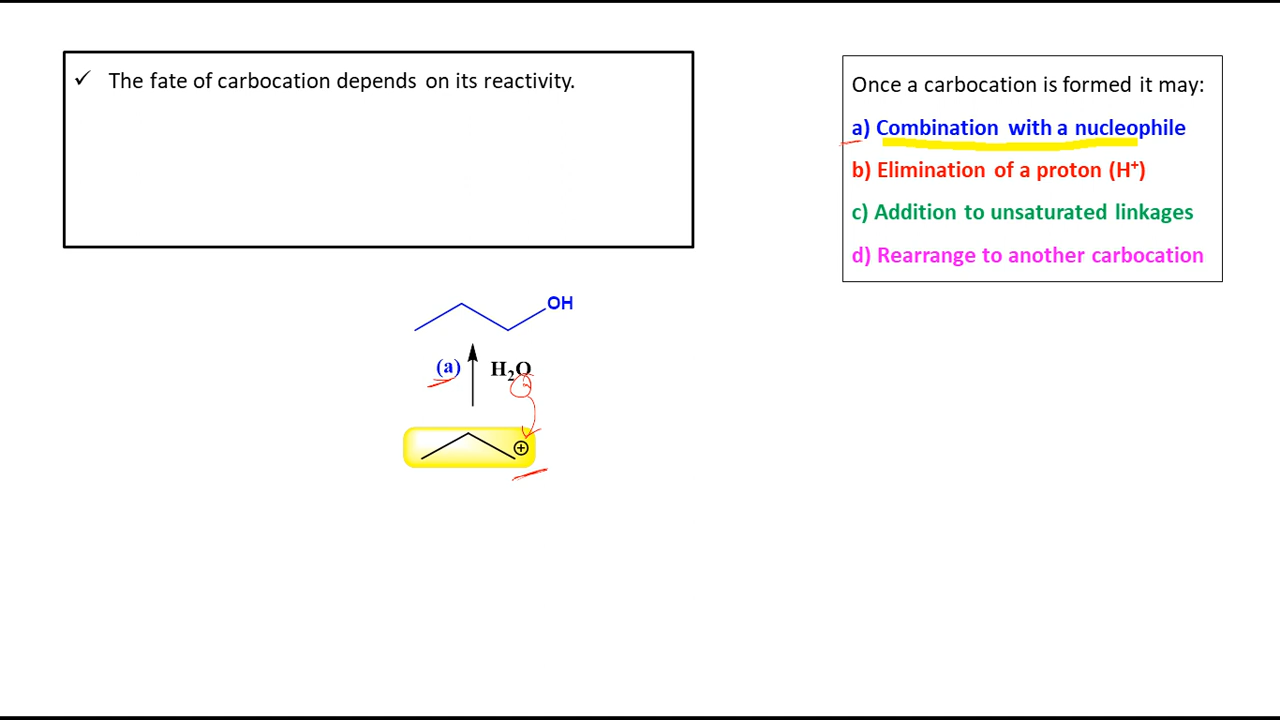 ✓ The fate of carbocation depends on its reactivity.
Once a carbocation is formed it may:
a) Combination with a nucleophile
b) Elimination of a proton (H⁺)
c) Addition to unsaturated linkages
d) Rearrange to another carbocation
OH
(a) H₂O
⊕